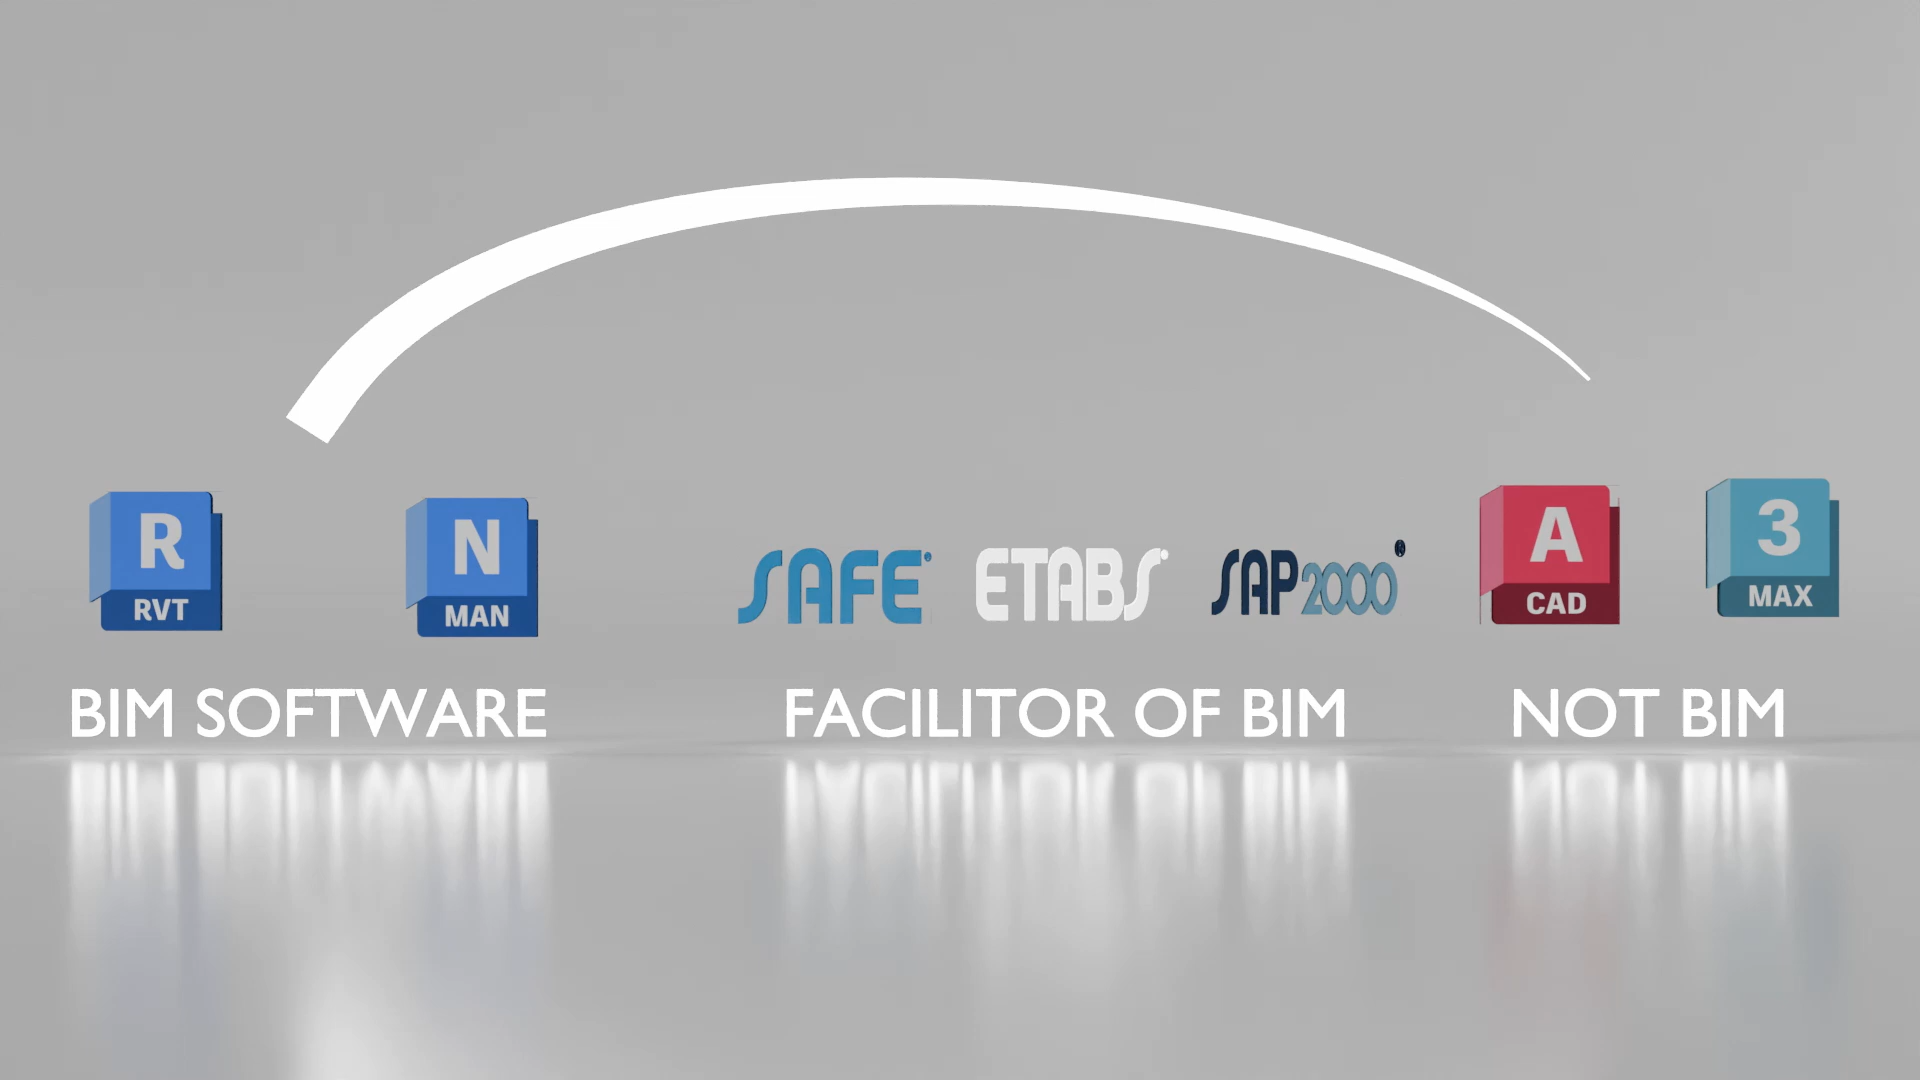 R
RVT
N
MAN
SAFE
ETABS
SAP2000
A
CAD
3
MAX
BIM SOFTWARE
FACILITOR OF BIM
NOT BIM